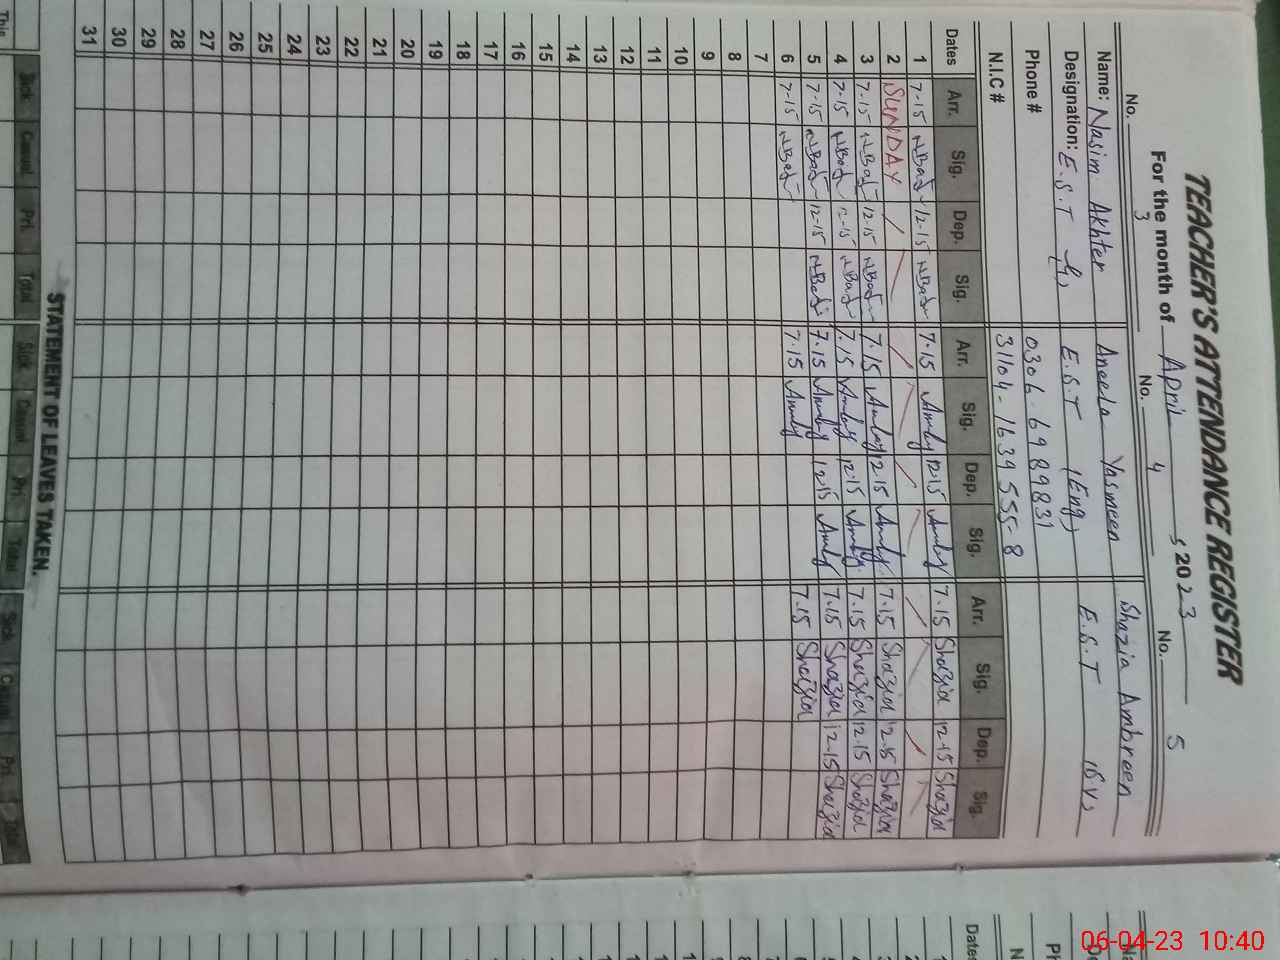 TEACHER'S ATTENDANCE REGISTER
For the month of April 2023
No. 3 No. 4 No. 5
Name: Nasim Akhter Aneela Yasmeen Shazia Ambreen
Designation: E.S.T E.S.T (Eng) E.S.T
Phone # 0306-6989831
N.I.C # 31104-1639555-8
Dates Arr. Sig. Dep. Sig. Arr. Sig. Dep. Sig. Arr. Sig. Dep. Sig.
1 7-15 12-15 7.15 12.15 7.15 Shazia 12.15 Shazia
2 SUNDAY
3 7-15 12-15 7.15 12.15 7.15 Shazia 12.15 Shazia
4 7-15 12-15 7.15 12.15 7.15 Shazia 12.15 Shazia
5 7-15 12-15 7.15 12.15 7.15 Shazia 12.15 Shazia
6 7-15 7.15 7.15 Shazia
7
8
9
10
11
12
13
14
15
16
17
18
19
20
21
22
23
24
25
26
27
28
29
30
31
STATEMENT OF LEAVES TAKEN.
Sick Casual Pri. Total Sick Casual Pri. Total Sick Casual Pri. Total
This
Dates
06-04-23 10:40